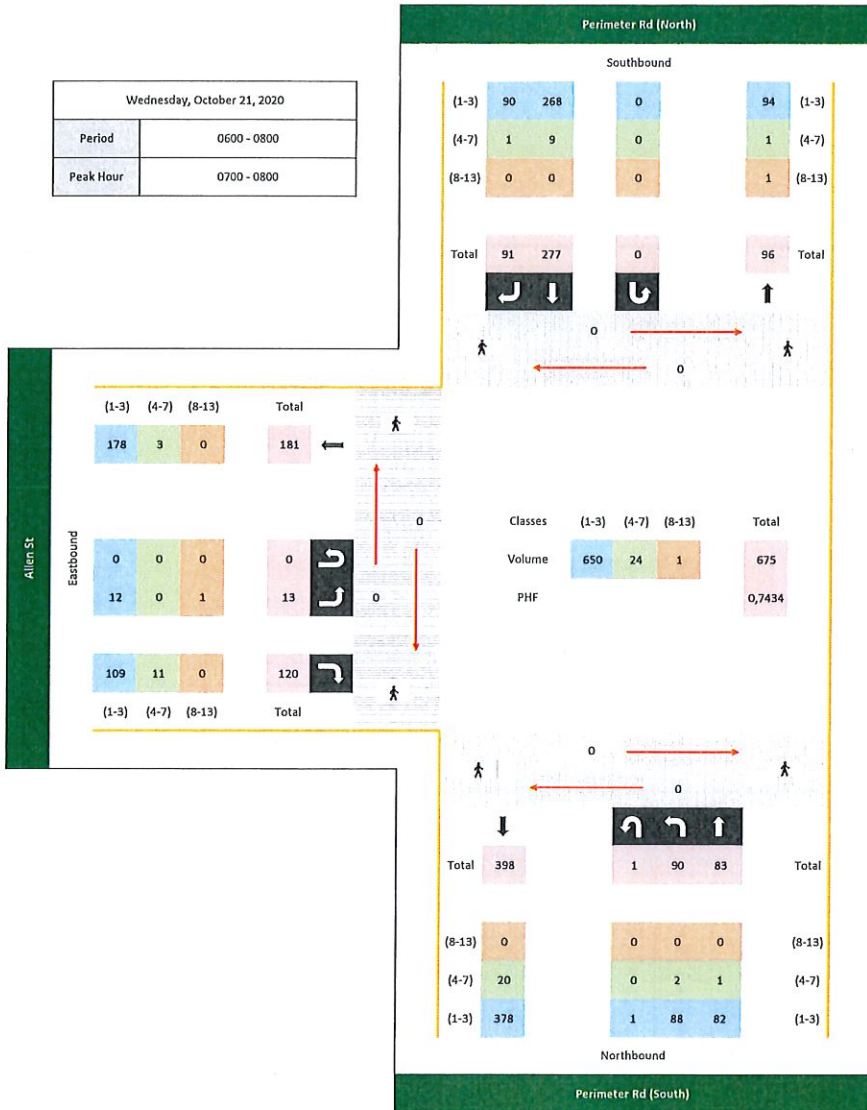 Perimeter Rd (North)
Southbound
Wednesday, October 21, 2020
Period 0600 - 0800
Peak Hour 0700 - 0800
(1-3) 90 268 0 94 (1-3)
(4-7) 1 9 0 1 (4-7)
(8-13) 0 0 0 1 (8-13)
Total 91 277 0 96 Total
0
0
Allen St
Eastbound
(1-3) (4-7) (8-13) Total
178 3 0 181
0
0 0 0 0
12 0 1 13 0
109 11 0 120
(1-3) (4-7) (8-13) Total
Classes (1-3) (4-7) (8-13) Total
Volume 650 24 1 675
PHF 0,7434
0
0
Total 398 1 90 83 Total
(8-13) 0 0 0 0 (8-13)
(4-7) 20 0 2 1 (4-7)
(1-3) 378 1 88 82 (1-3)
Northbound
Perimeter Rd (South)